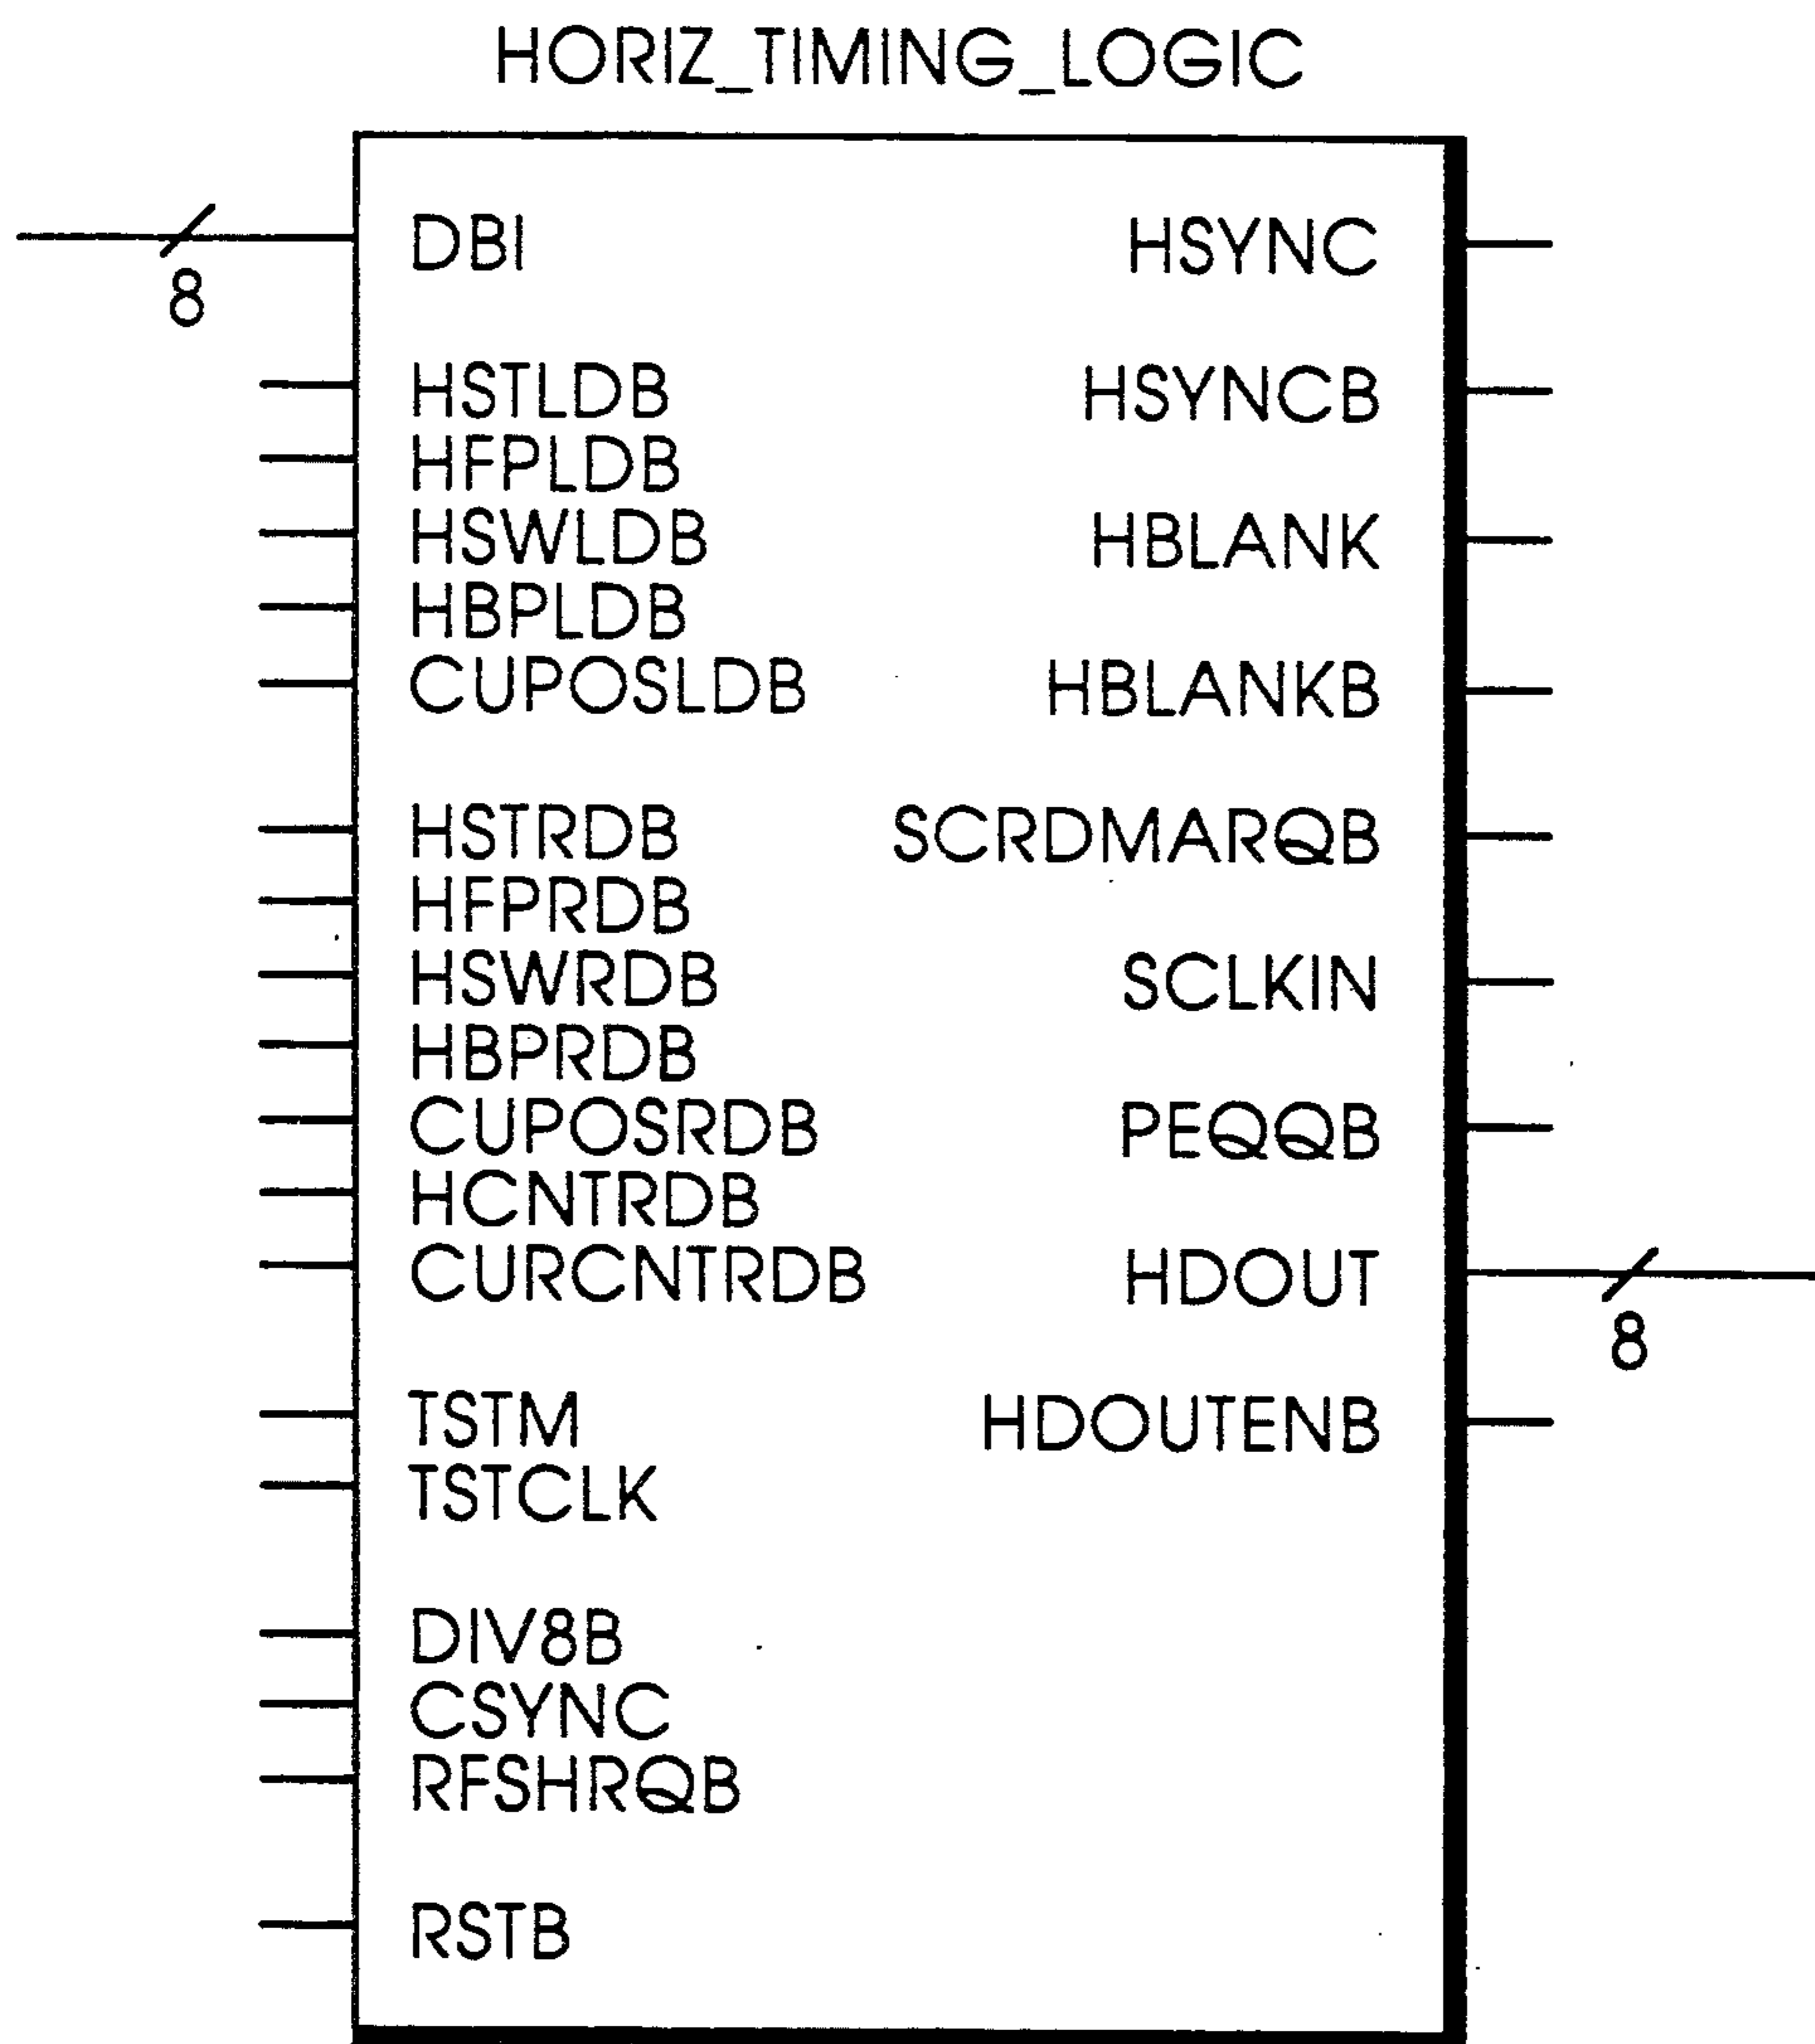 HORIZ_TIMING_LOGIC
DBI HSYNC
8
HSTLDB HSYNCB
HFPLDB
HSWLDB HBLANK
HBPLDB
CUPOSLDB HBLANKB
HSTRDB SCRDMARQB
HFPRDB
HSWRDB SCLKIN
HBPRDB
CUPOSRDB PEQQB
HCNTRDB
CURCNTRDB HDOUT
8
TSTM HDOUTENB
TSTCLK
DIV8B
CSYNC
RFSHRQB
RSTB